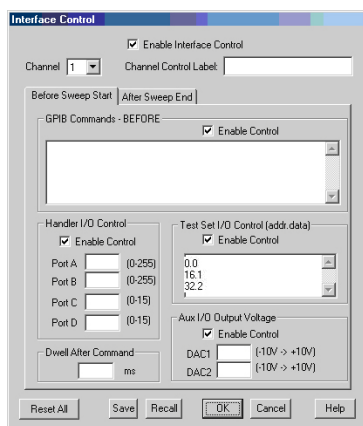 Interface Control
Enable Interface Control
Channel 1 Channel Control Label:
Before Sweep Start After Sweep End
GPIB Commands - BEFORE
Enable Control
Handler I/O Control
Enable Control
Port A (0-255)
Port B (0-255)
Port C (0-15)
Port D (0-15)
Test Set I/O Control (addr.data)
Enable Control
0.0
16.1
32.2
Aux I/O Output Voltage
Enable Control
DAC1 (-10V -> +10V)
DAC2 (-10V -> +10V)
Dwell After Command
ms
Reset All Save Recall OK Cancel Help